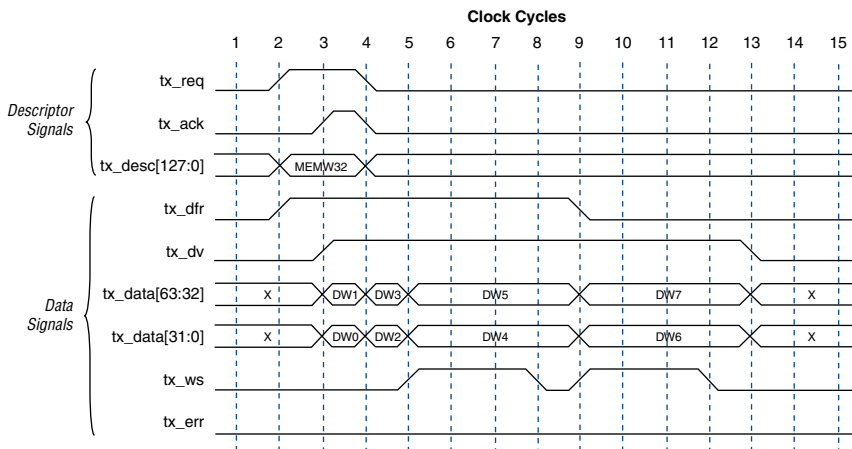 Clock Cycles
1 2 3 4 5 6 7 8 9 10 11 12 13 14 15
Descriptor
Signals
tx_req
tx_ack
tx_desc[127:0] MEMW32
Data
Signals
tx_dfr
tx_dv
tx_data[63:32] X DW1 DW3 DW5 DW7 X
tx_data[31:0] X DW0 DW2 DW4 DW6 X
tx_ws
tx_err